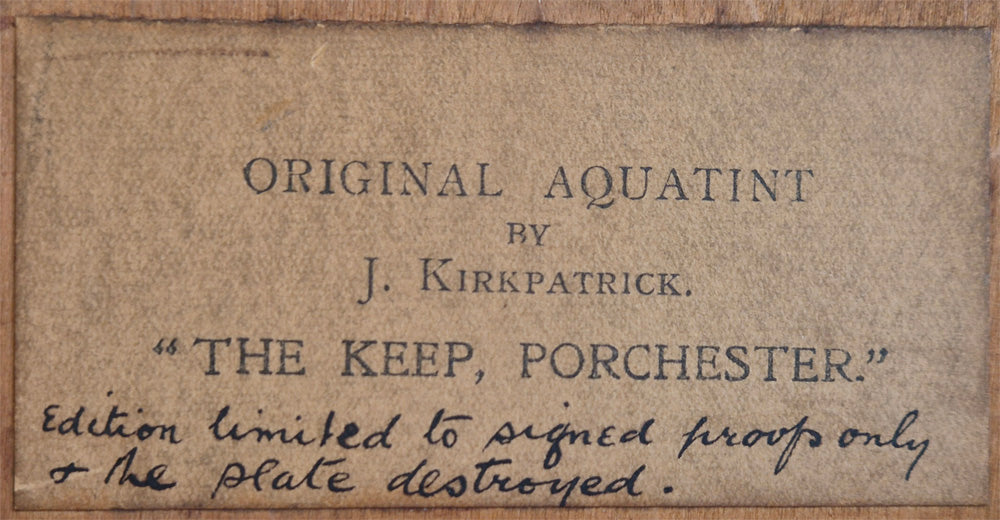 ORIGINAL AQUATINT
BY
J. KIRKPATRICK.
"THE KEEP, PORCHESTER."
Edition limited to signed proofs only
& the plate destroyed.